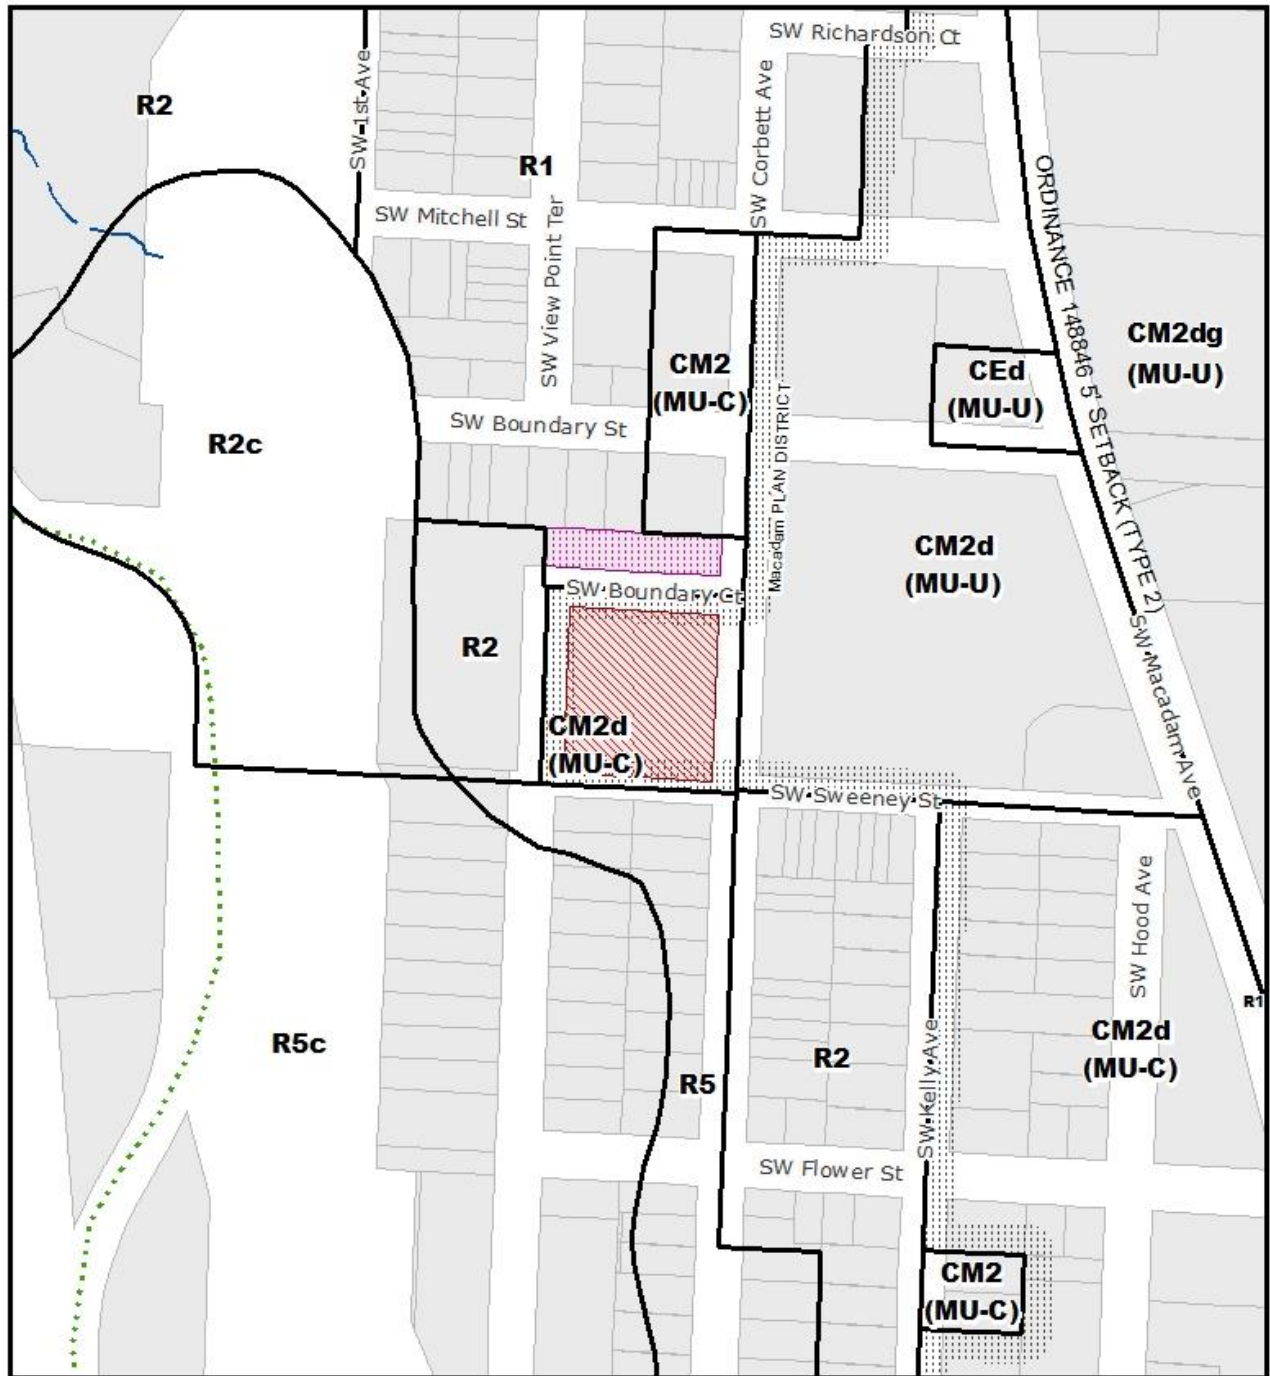 SW Richardson Ct
R2
SW 1st Ave
SW Corbett Ave
R1
SW Mitchell St
SW View Point Ter
ORDINANCE 148846 5' SETBACK (TYPE 2)
CM2dg
(MU-U)
CM2
(MU-C)
CEd
(MU-U)
R2c
SW Boundary St
Macadam PLAN DISTRICT
CM2d
(MU-U)
SW Boundary Ct
R2
SW Macadam Ave
CM2d
(MU-C)
SW Sweeney St
SW Hood Ave
R1
R5c
R2
CM2d
(MU-C)
R5
SW Kelly Ave
SW Flower St
CM2
(MU-C)